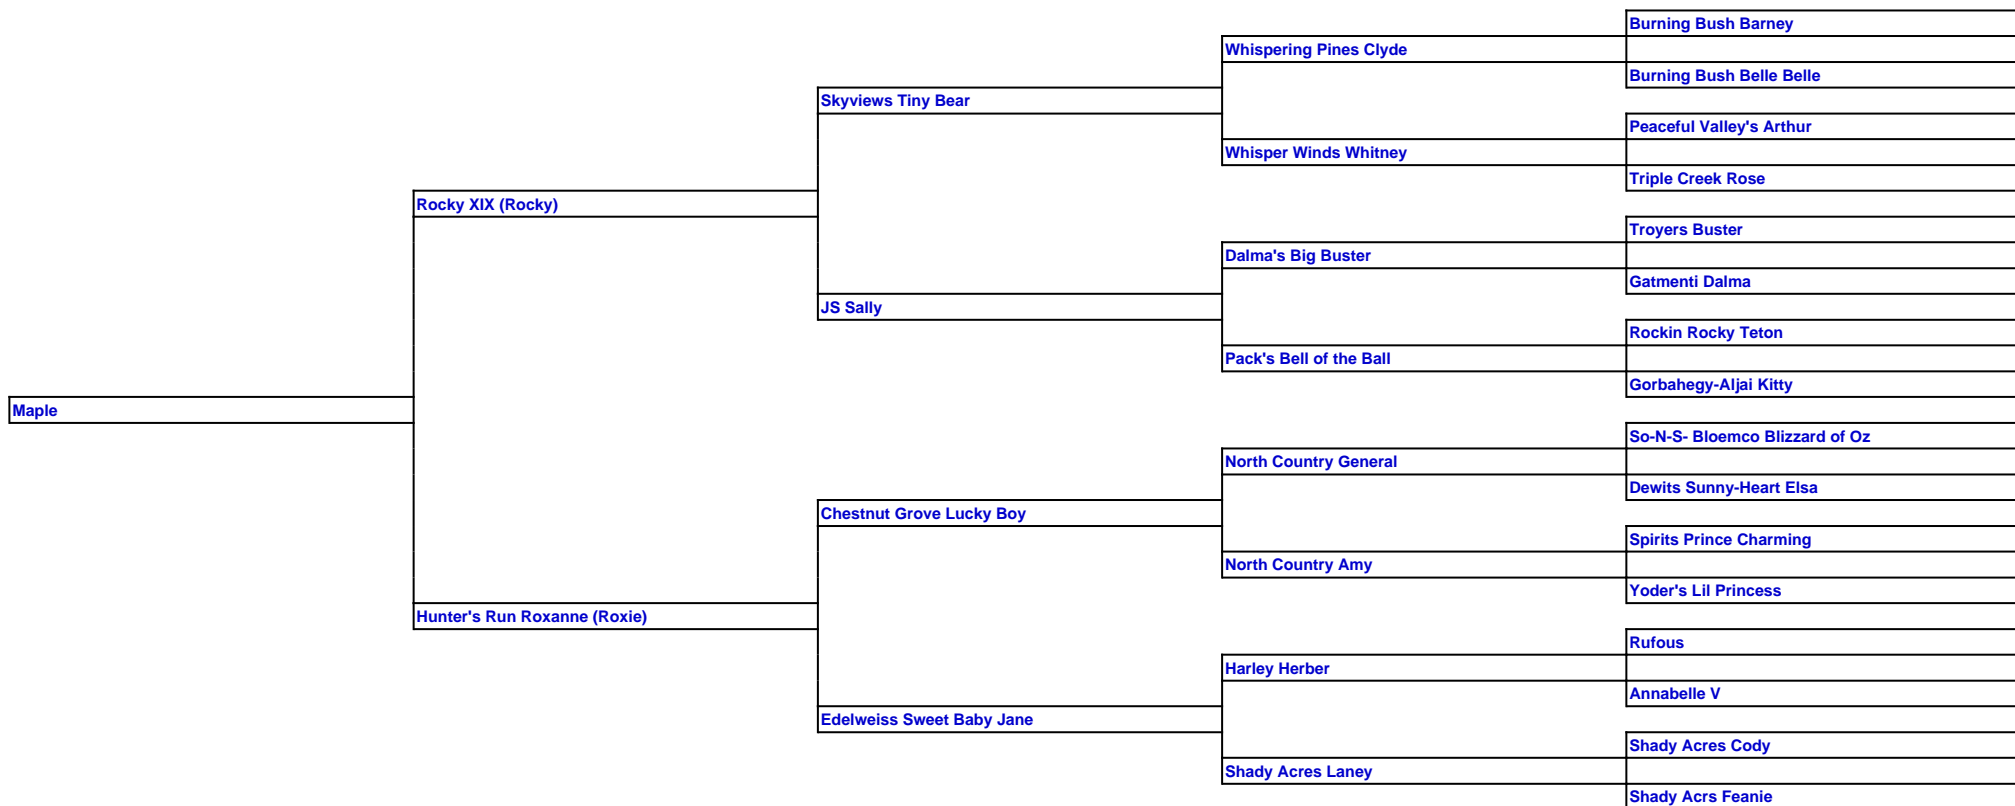 Burning Bush Barney
Whispering Pines Clyde
Burning Bush Belle Belle
Skyviews Tiny Bear
Peaceful Valley's Arthur
Whisper Winds Whitney
Triple Creek Rose
Rocky XIX (Rocky)
Troyers Buster
Dalma's Big Buster
Gatmenti Dalma
JS Sally
Rockin Rocky Teton
Pack's Bell of the Ball
Gorbahegy-Aljai Kitty
Maple
So-N-S- Bloemco Blizzard of Oz
North Country General
Dewits Sunny-Heart Elsa
Chestnut Grove Lucky Boy
Spirits Prince Charming
North Country Amy
Yoder's Lil Princess
Hunter's Run Roxanne (Roxie)
Rufous
Harley Herber
Annabelle V
Edelweiss Sweet Baby Jane
Shady Acres Cody
Shady Acres Laney
Shady Acrs Feanie